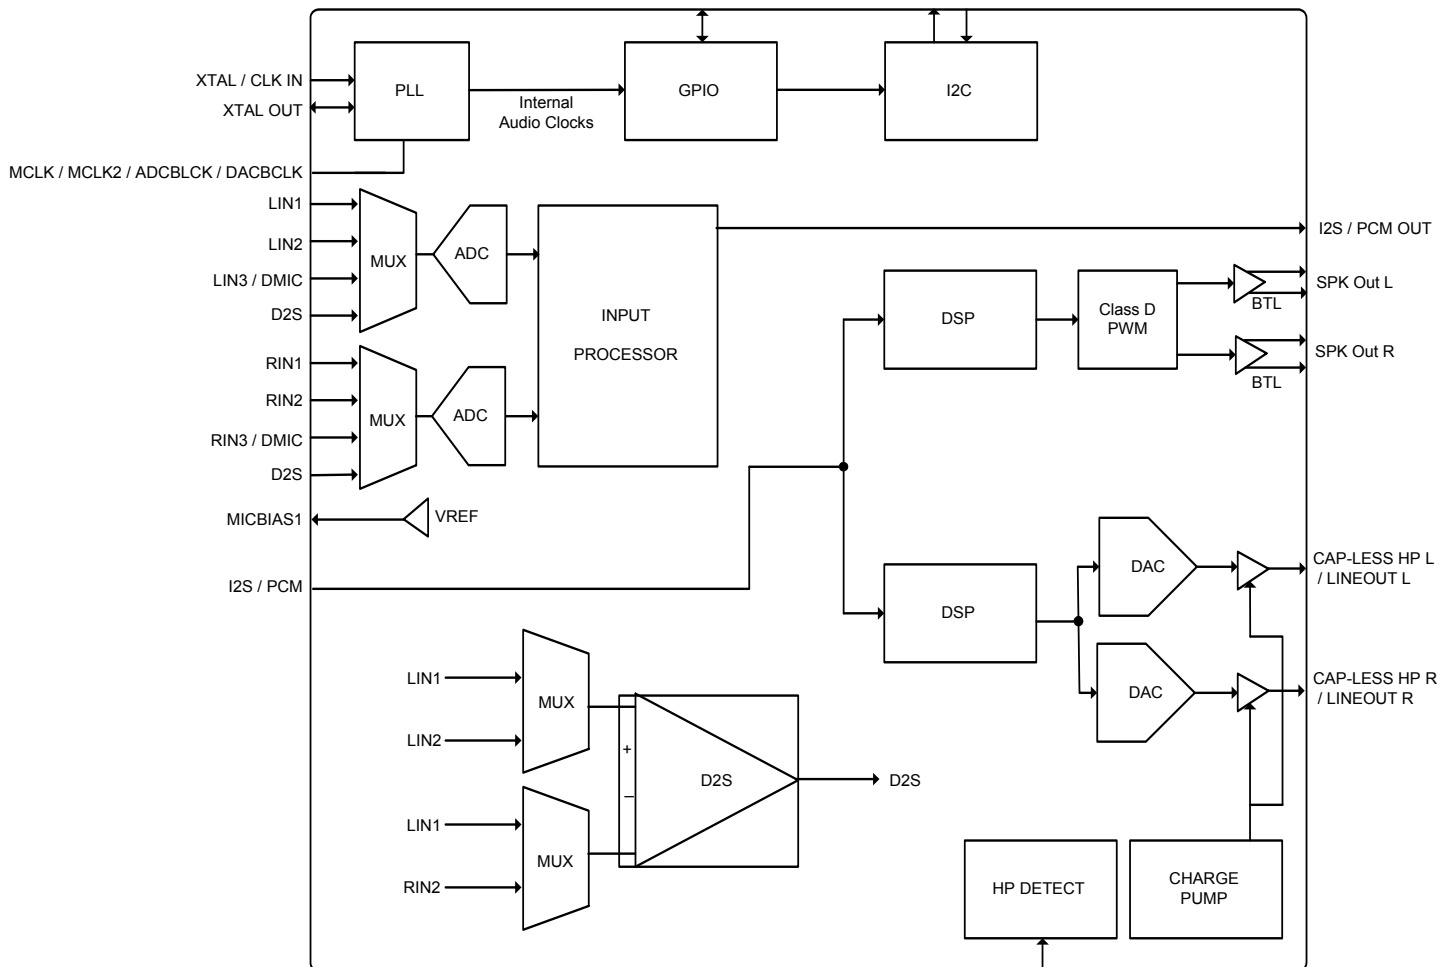 XTAL / CLK IN
XTAL OUT
PLL
Internal
Audio Clocks
GPIO
I2C
MCLK / MCLK2 / ADCBLCK / DACBCLK
LIN1
LIN2
LIN3 / DMIC
D2S
MUX
ADC
RIN1
RIN2
RIN3 / DMIC
D2S
MUX
ADC
INPUT
PROCESSOR
I2S / PCM OUT
DSP
Class D
PWM
BTL
SPK Out L
BTL
SPK Out R
MICBIAS1
VREF
I2S / PCM
DSP
DAC
CAP-LESS HP L
/ LINEOUT L
DAC
CAP-LESS HP R
/ LINEOUT R
LIN1
LIN2
MUX
LIN1
RIN2
MUX
+
–
D2S
D2S
HP DETECT
CHARGE
PUMP